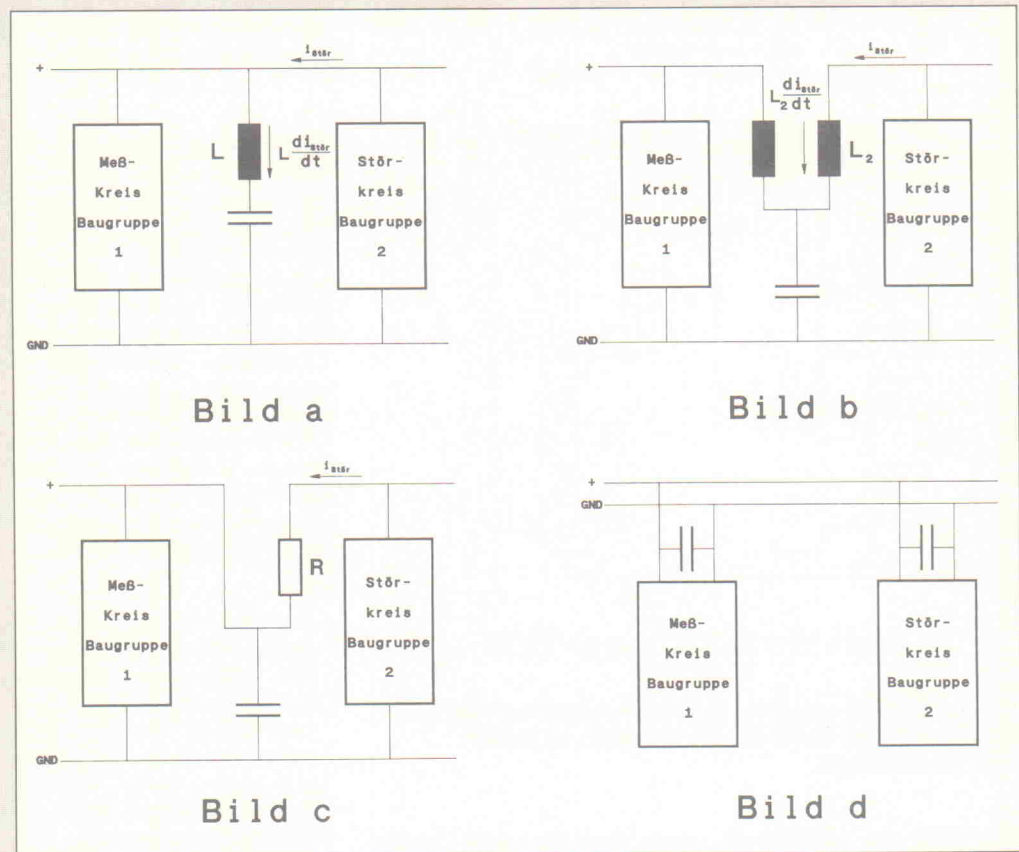 i_Stör
+
L
L di_Stör/dt
Meß-
Kreis
Baugruppe
1
Stör-
kreis
Baugruppe
2
GND
Bild a
i_Stör
+
L₂ di_Stör/dt
L₂
Meß-
Kreis
Baugruppe
1
Stör-
kreis
Baugruppe
2
GND
Bild b
i_Stör
+
R
Meß-
Kreis
Baugruppe
1
Stör-
kreis
Baugruppe
2
GND
Bild c
+
GND
Meß-
Kreis
Baugruppe
1
Stör-
kreis
Baugruppe
2
Bild d